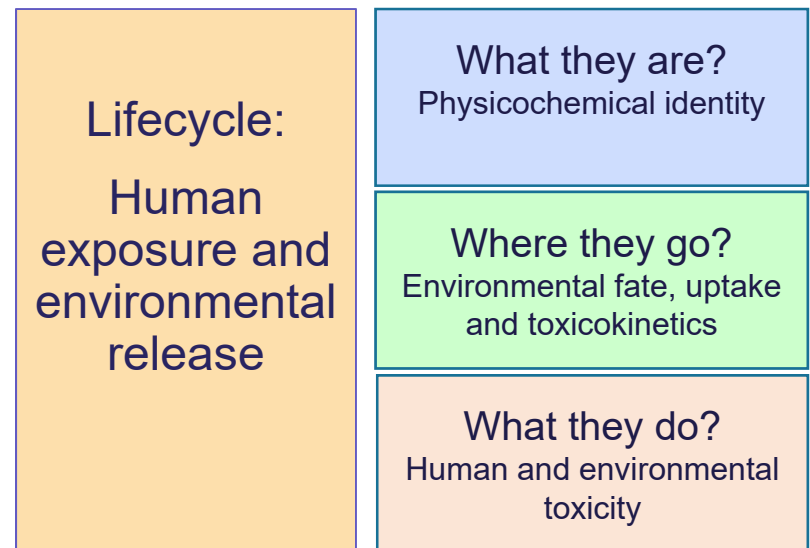 Lifecycle:
Human
exposure and
environmental
release
What they are?
Physicochemical identity
Where they go?
Environmental fate, uptake
and toxicokinetics
What they do?
Human and environmental
toxicity